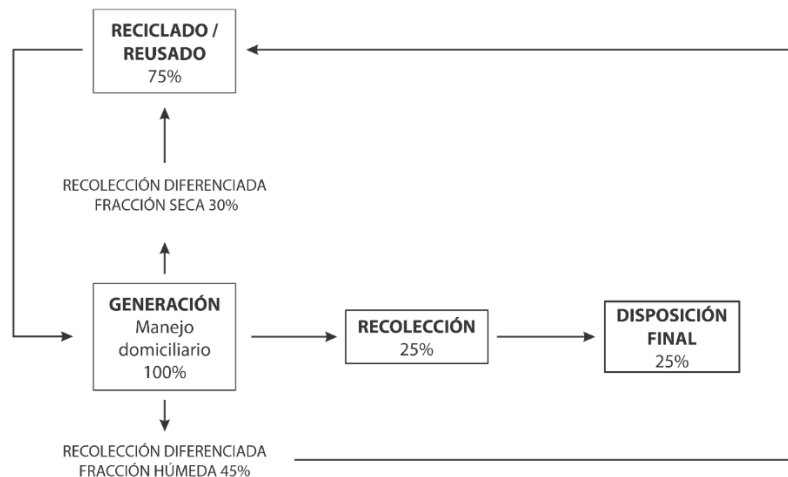 RECICLADO /
REUSADO
75%
RECOLECCIÓN DIFERENCIADA
FRACCIÓN SECA 30%
GENERACIÓN
Manejo
domiciliario
100%
RECOLECCIÓN
25%
DISPOSICIÓN
FINAL
25%
RECOLECCIÓN DIFERENCIADA
FRACCIÓN HÚMEDA 45%